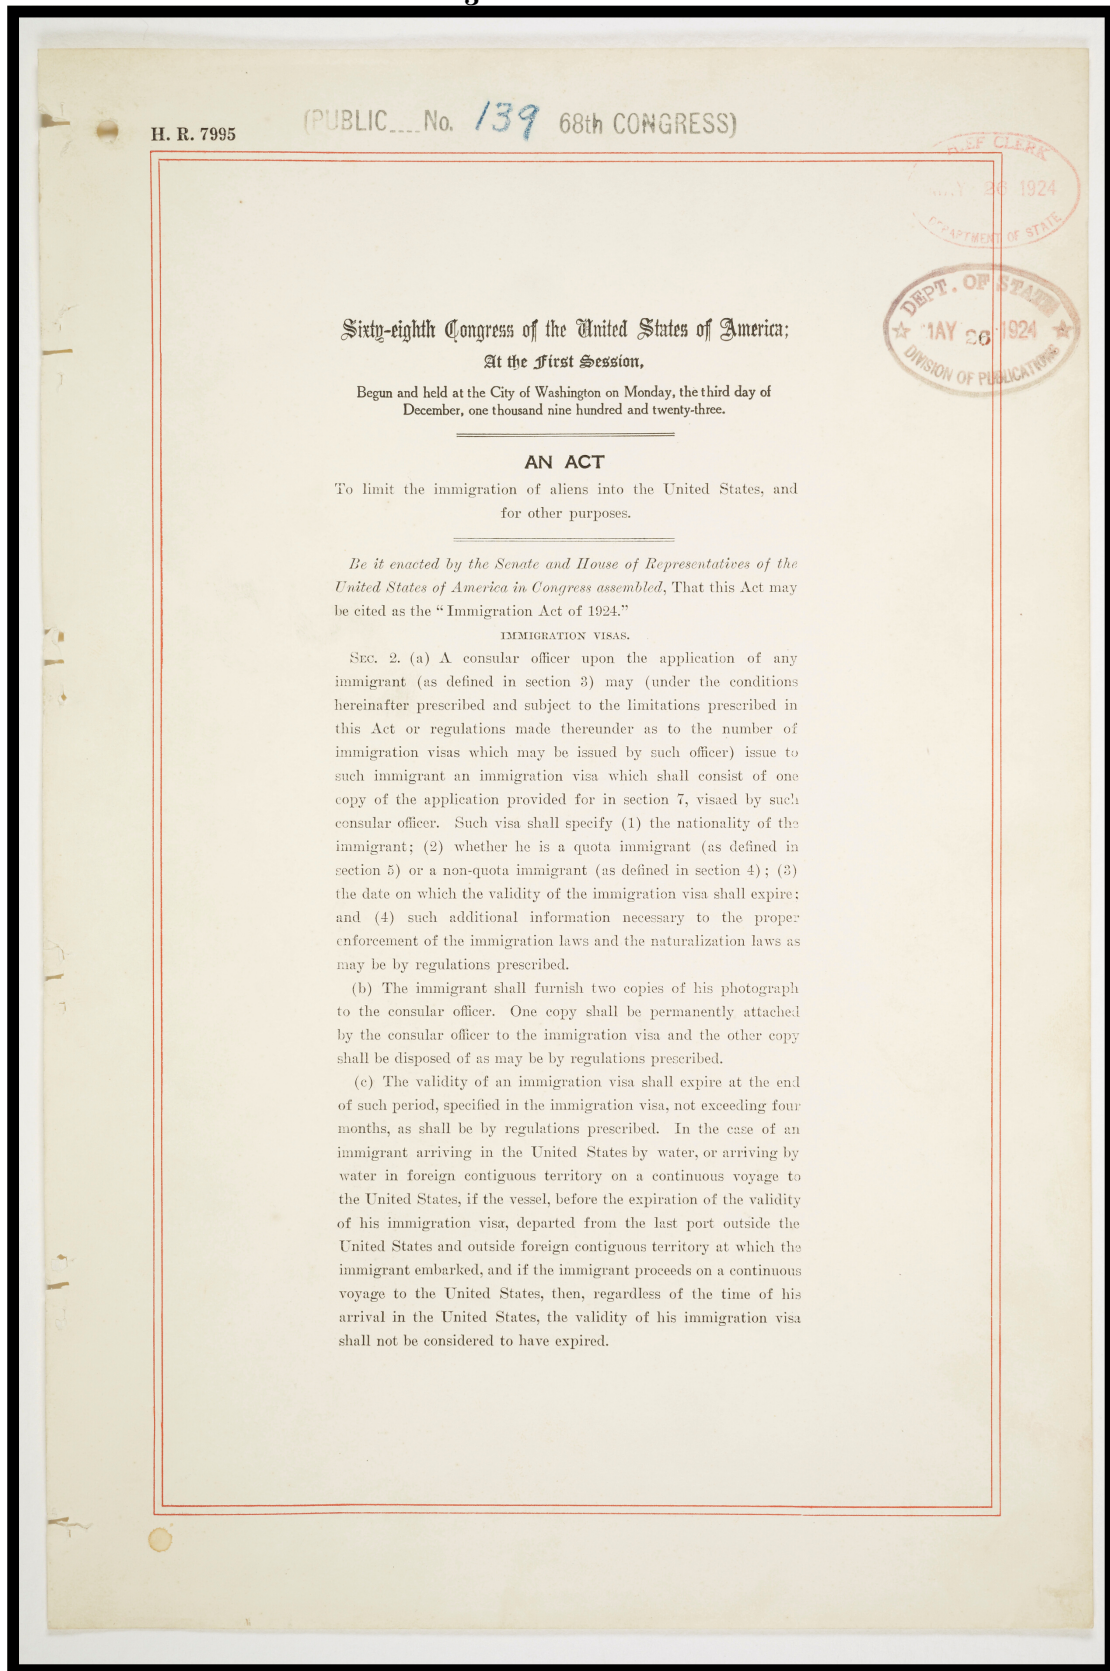 H. R. 7995
(PUBLIC....No. 139 68th CONGRESS)
CLERK
26 1924
DEPARTMENT OF STATE
DEPT. OF STATE
26 1924
DIVISION OF PUBLICATIONS
Sixty-eighth Congress of the United States of America;
At the First Session,
Begun and held at the City of Washington on Monday, the third day of
December, one thousand nine hundred and twenty-three.
AN ACT
To limit the immigration of aliens into the United States, and
for other purposes.
Be it enacted by the Senate and House of Representatives of the
United States of America in Congress assembled, That this Act may
be cited as the “Immigration Act of 1924.”
IMMIGRATION VISAS.
SEC. 2. (a) A consular officer upon the application of any
immigrant (as defined in section 3) may (under the conditions
hereinafter prescribed and subject to the limitations prescribed in
this Act or regulations made thereunder as to the number of
immigration visas which may be issued by such officer) issue to
such immigrant an immigration visa which shall consist of one
copy of the application provided for in section 7, visaed by such
consular officer. Such visa shall specify (1) the nationality of the
immigrant; (2) whether he is a quota immigrant (as defined in
section 5) or a non-quota immigrant (as defined in section 4); (3)
the date on which the validity of the immigration visa shall expire;
and (4) such additional information necessary to the proper
enforcement of the immigration laws and the naturalization laws as
may be by regulations prescribed.
(b) The immigrant shall furnish two copies of his photograph
to the consular officer. One copy shall be permanently attached
by the consular officer to the immigration visa and the other copy
shall be disposed of as may be by regulations prescribed.
(c) The validity of an immigration visa shall expire at the end
of such period, specified in the immigration visa, not exceeding four
months, as shall be by regulations prescribed. In the case of an
immigrant arriving in the United States by water, or arriving by
water in foreign contiguous territory on a continuous voyage to
the United States, if the vessel, before the expiration of the validity
of his immigration visa, departed from the last port outside the
United States and outside foreign contiguous territory at which the
immigrant embarked, and if the immigrant proceeds on a continuous
voyage to the United States, then, regardless of the time of his
arrival in the United States, the validity of his immigration visa
shall not be considered to have expired.